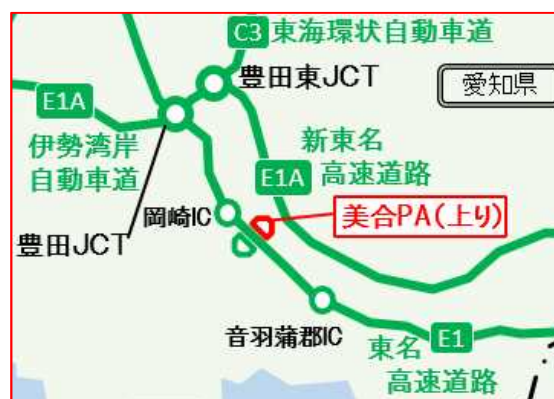 C3 東海環状自動車道
豊田東JCT
愛知県
E1A
伊勢湾岸
自動車道
新東名
高速道路
E1A
岡崎IC
美合PA(上り)
豊田JCT
音羽蒲郡IC
東名 E1
高速道路